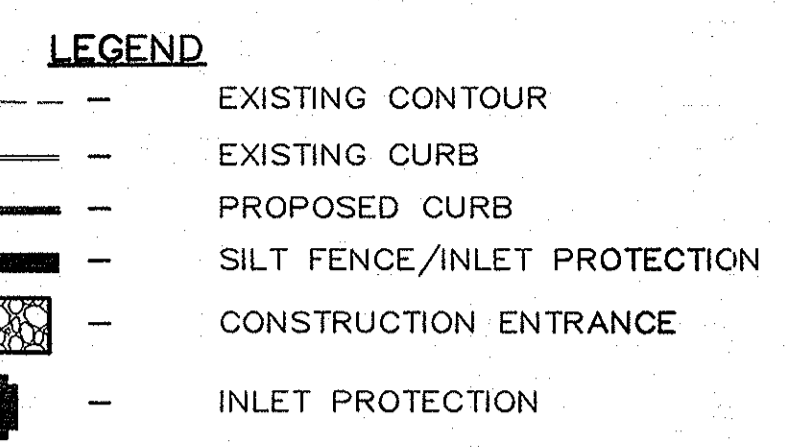 LEGEND
- EXISTING CONTOUR
- EXISTING CURB
- PROPOSED CURB
- SILT FENCE/INLET PROTECTION
- CONSTRUCTION ENTRANCE
- INLET PROTECTION